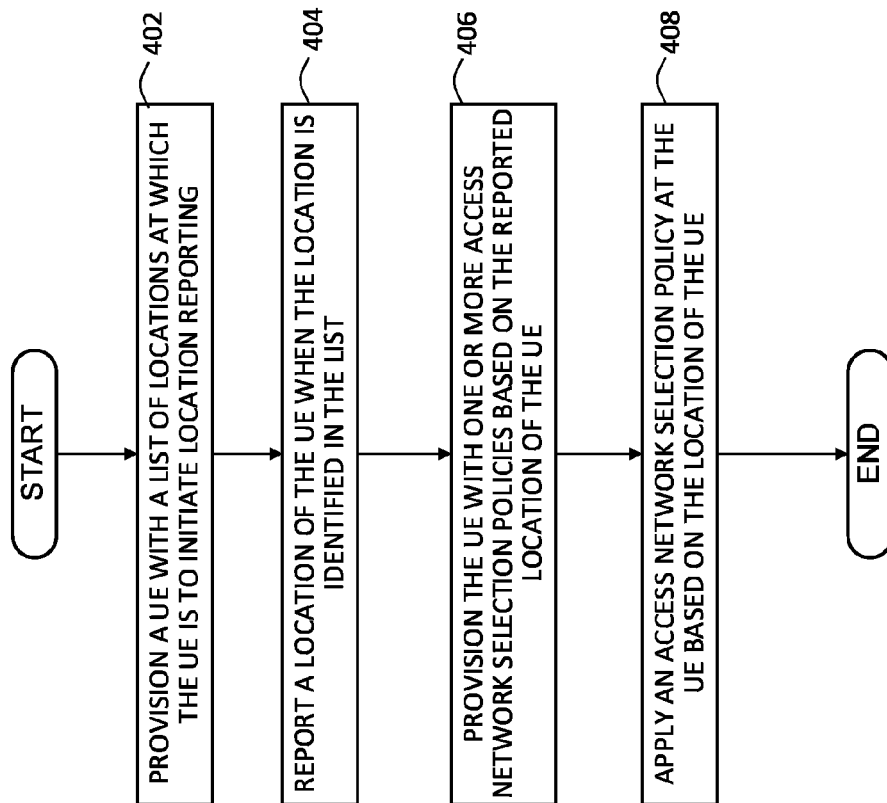 START
PROVISION A UE WITH A LIST OF LOCATIONS AT WHICH
THE UE IS TO INITIATE LOCATION REPORTING
402
REPORT A LOCATION OF THE UE WHEN THE LOCATION IS
IDENTIFIED IN THE LIST
404
PROVISION THE UE WITH ONE OR MORE ACCESS
NETWORK SELECTION POLICIES BASED ON THE REPORTED
LOCATION OF THE UE
406
APPLY AN ACCESS NETWORK SELECTION POLICY AT THE
UE BASED ON THE LOCATION OF THE UE
408
END